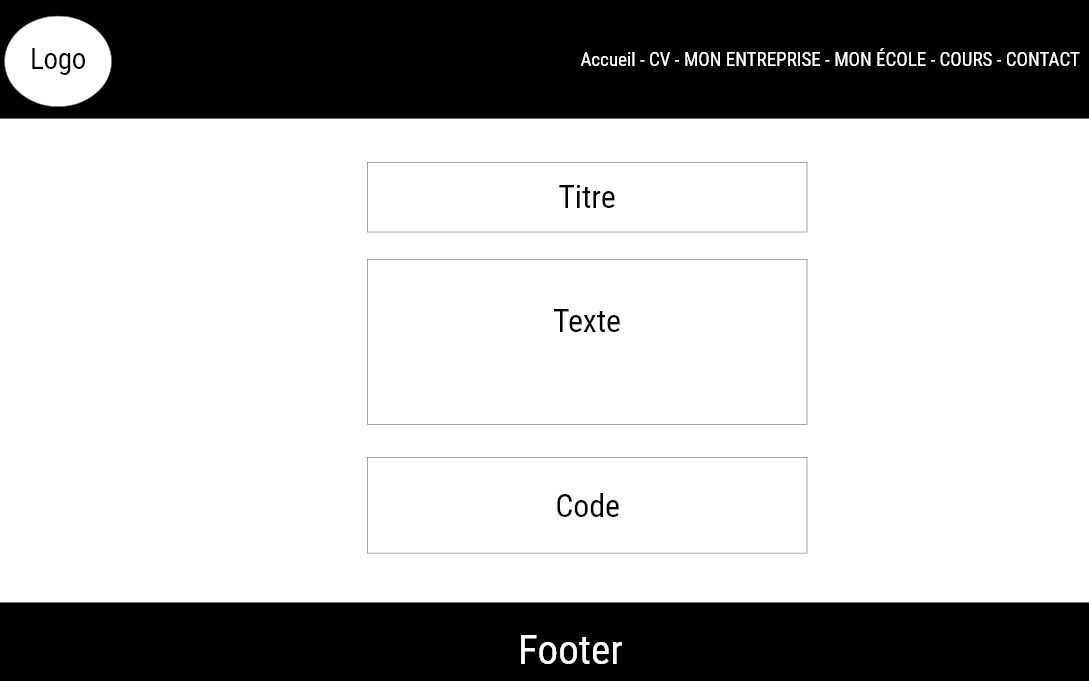 Logo
Accueil - CV - MON ENTREPRISE - MON ÉCOLE - COURS - CONTACT
Titre
Texte
Code
Footer